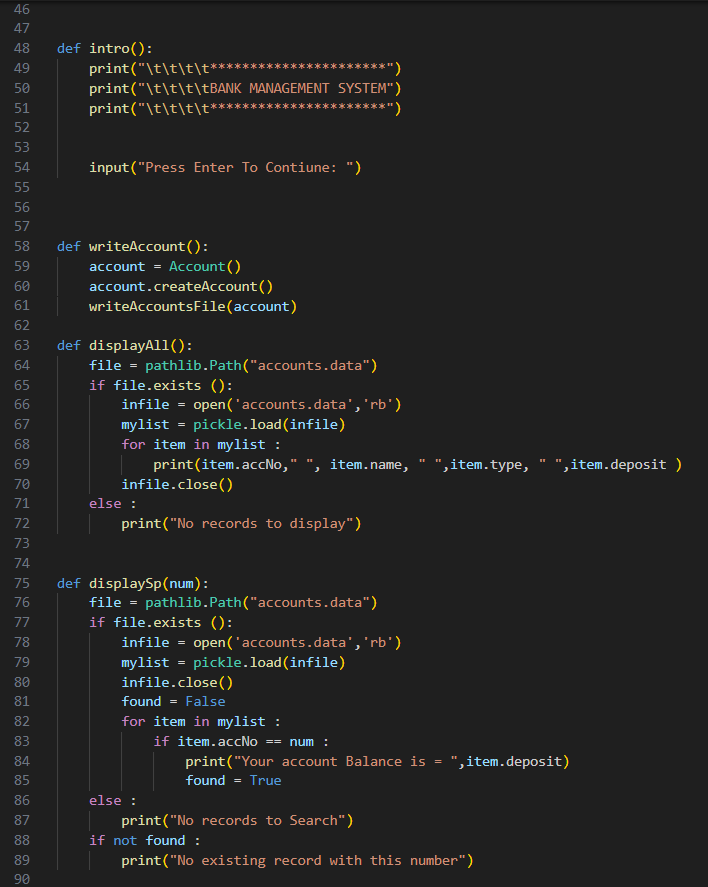 46
47
48 def intro():
49     print("\t\t\t\t**********************")
50     print("\t\t\t\tBANK MANAGEMENT SYSTEM")
51     print("\t\t\t\t**********************")
52
53
54     input("Press Enter To Contiune: ")
55
56
57
58 def writeAccount():
59     account = Account()
60     account.createAccount()
61     writeAccountsFile(account)
62
63 def displayAll():
64     file = pathlib.Path("accounts.data")
65     if file.exists ():
66         infile = open('accounts.data','rb')
67         mylist = pickle.load(infile)
68         for item in mylist :
69             print(item.accNo," ", item.name, " ",item.type, " ",item.deposit )
70         infile.close()
71     else :
72         print("No records to display")
73
74
75 def displaySp(num):
76     file = pathlib.Path("accounts.data")
77     if file.exists ():
78         infile = open('accounts.data','rb')
79         mylist = pickle.load(infile)
80         infile.close()
81         found = False
82         for item in mylist :
83             if item.accNo == num :
84                 print("Your account Balance is = ",item.deposit)
85                 found = True
86     else :
87         print("No records to Search")
88     if not found :
89         print("No existing record with this number")
90